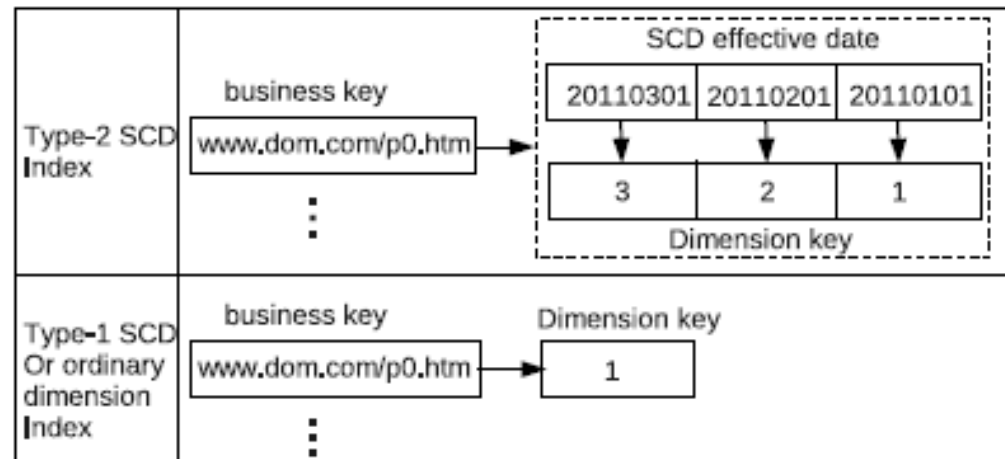 Type-2 SCD
Index
business key
www.dom.com/p0.htm
SCD effective date
20110301 20110201 20110101
3 2 1
Dimension key
Type-1 SCD
Or ordinary
dimension
Index
business key
www.dom.com/p0.htm
Dimension key
1